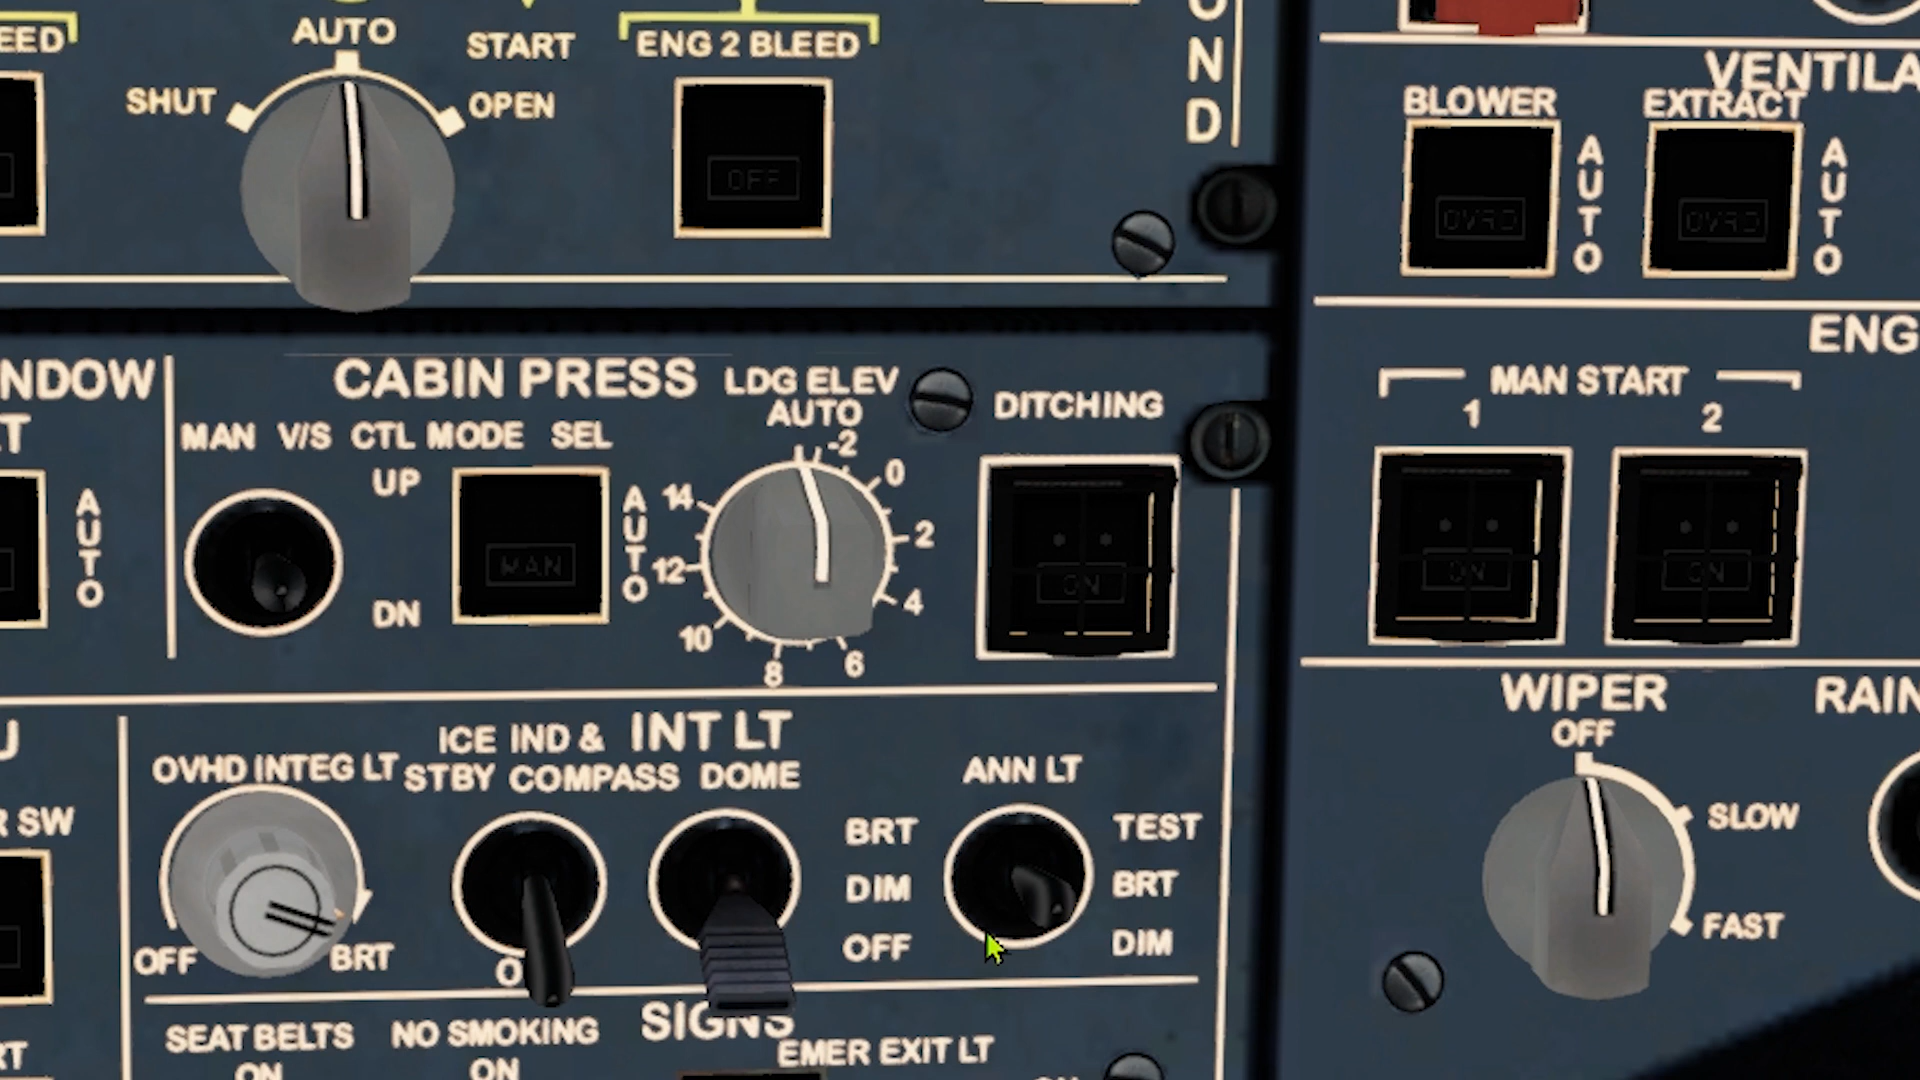 AUTO
START
EED
ENG 2 BLEED
SHUT
OPEN
OFF
N
D
VENTILA
BLOWER
EXTRACT
OVRD
AUTO
OVRD
AUTO
ENG
MAN START
1
2
ON
ON
NDOW
CABIN PRESS
LDG ELEV
AUTO
DITCHING
MAN V/S CTL MODE SEL
UP
DN
AUTO
MAN
AUTO
-2
0
2
4
6
8
10
12
14
ON
WIPER
OFF
SLOW
FAST
RAIN
INT LT
OVHD INTEG LT
OFF
BRT
ICE IND &
STBY COMPASS
O
DOME
BRT
DIM
OFF
ANN LT
TEST
BRT
DIM
R SW
SIGNS
SEAT BELTS
ON
NO SMOKING
ON
EMER EXIT LT